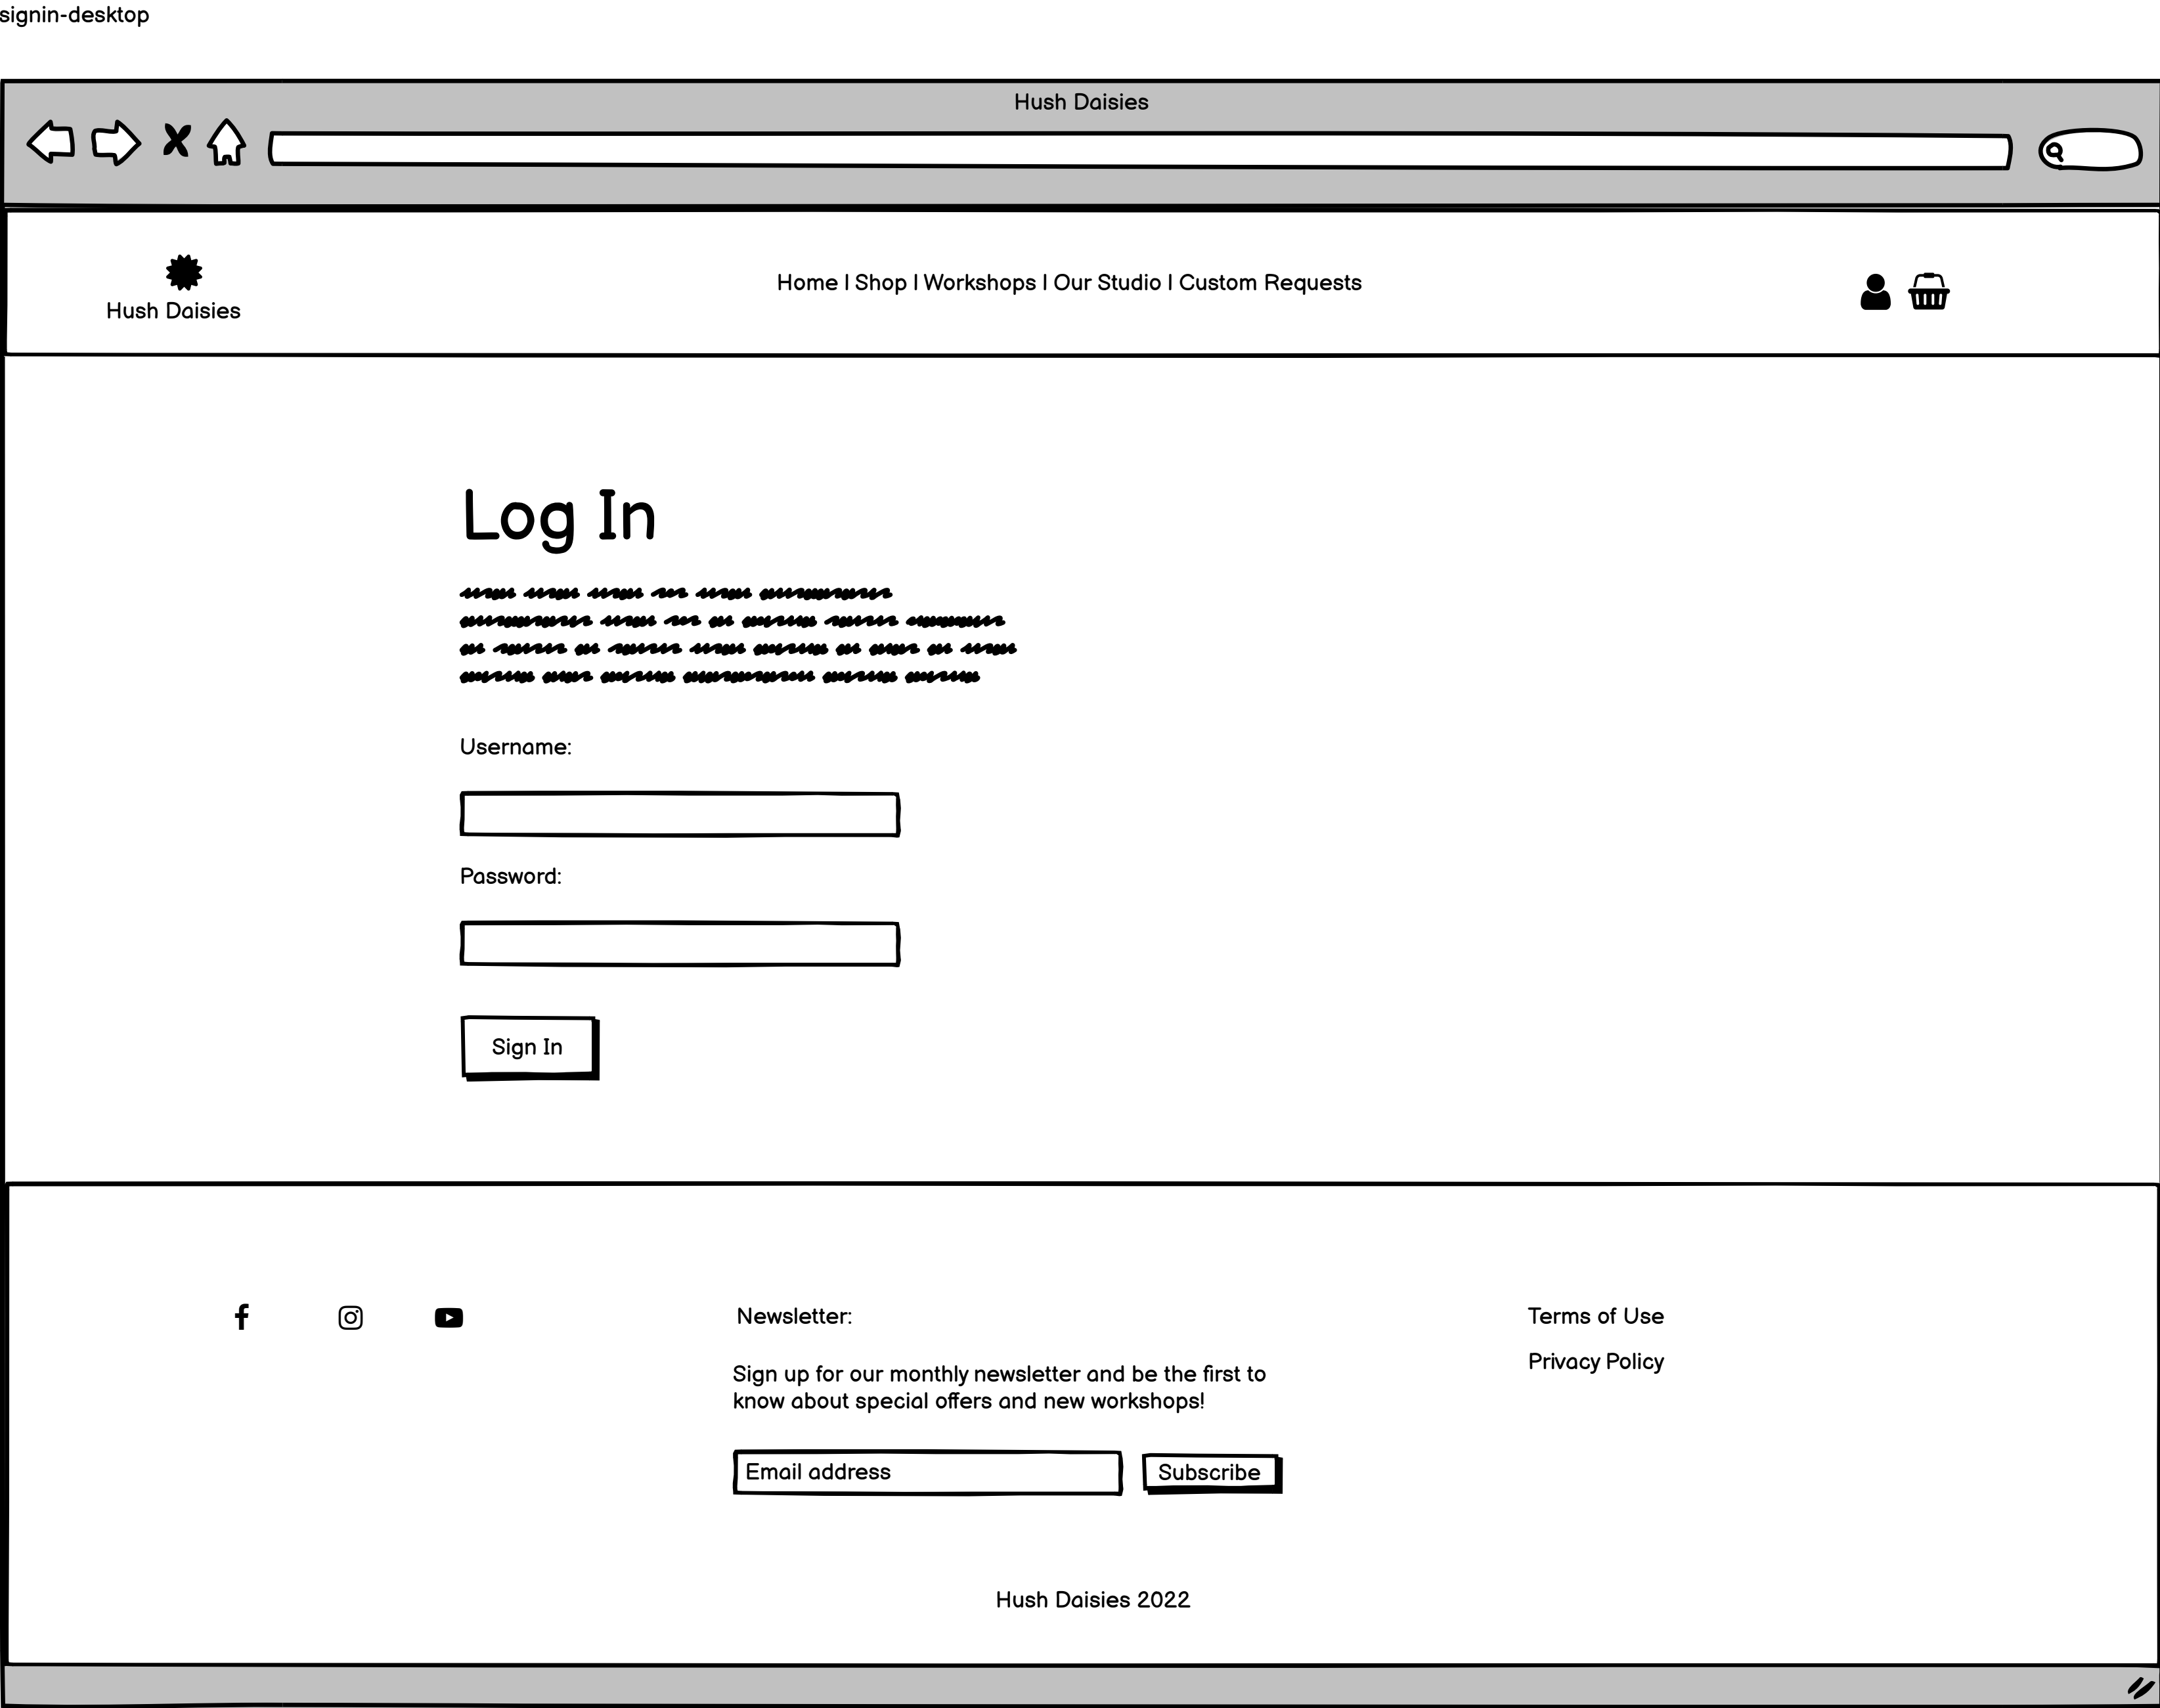 signin-desktop
Hush Daisies
Hush Daisies
Home | Shop | Workshops | Our Studio | Custom Requests
Log In
Username:
Password:
Sign In
Newsletter:
Sign up for our monthly newsletter and be the first to
know about special offers and new workshops!
Email address
Subscribe
Terms of Use
Privacy Policy
Hush Daisies 2022